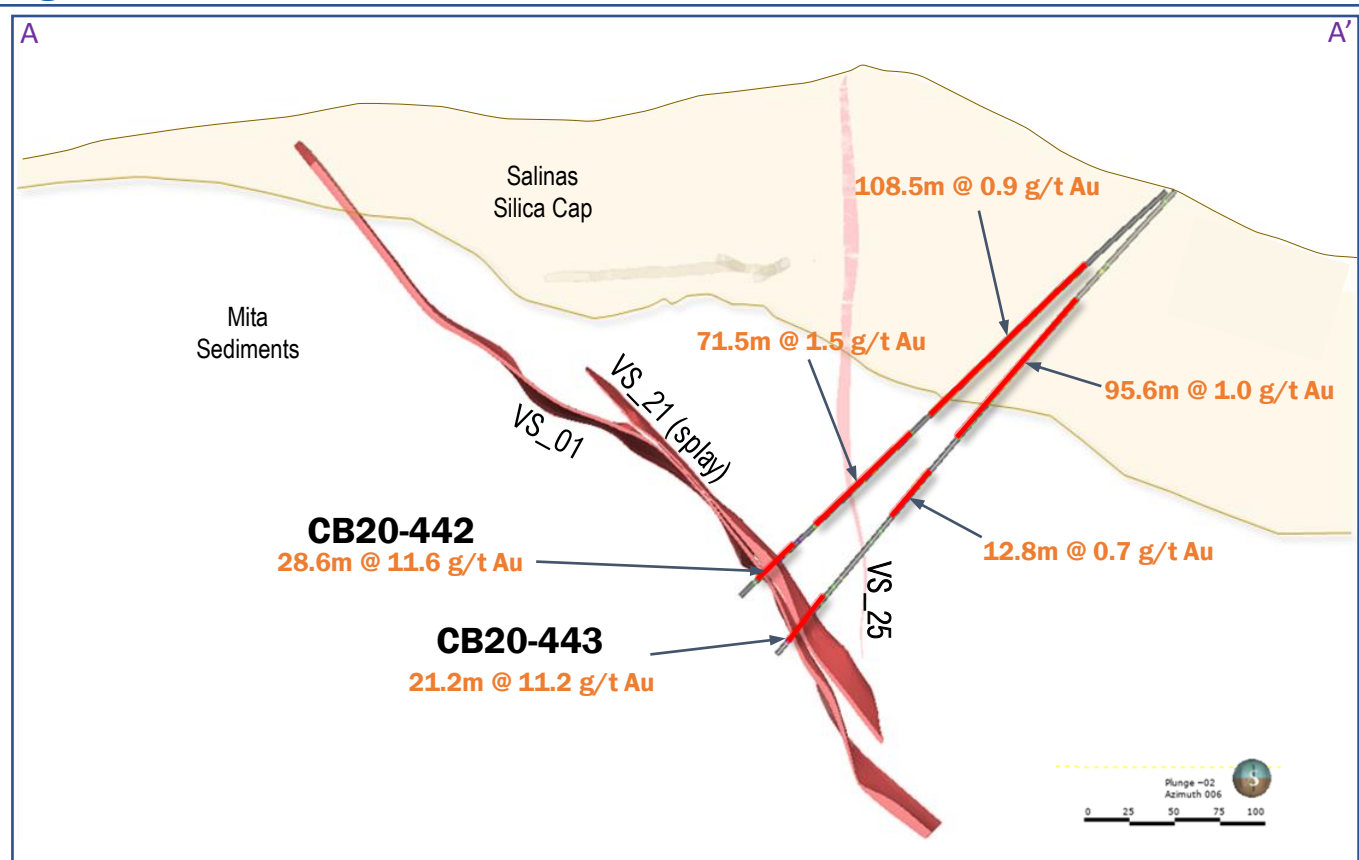 A
A’
Salinas
Silica Cap
108.5m @ 0.9 g/t Au
Mita
Sediments
71.5m @ 1.5 g/t Au
VS_21 (splay)
95.6m @ 1.0 g/t Au
VS_01
CB20-442
28.6m @ 11.6 g/t Au
12.8m @ 0.7 g/t Au
VS_25
CB20-443
21.2m @ 11.2 g/t Au
Plunge −02
Azimuth 006
S
0 25 50 75 100